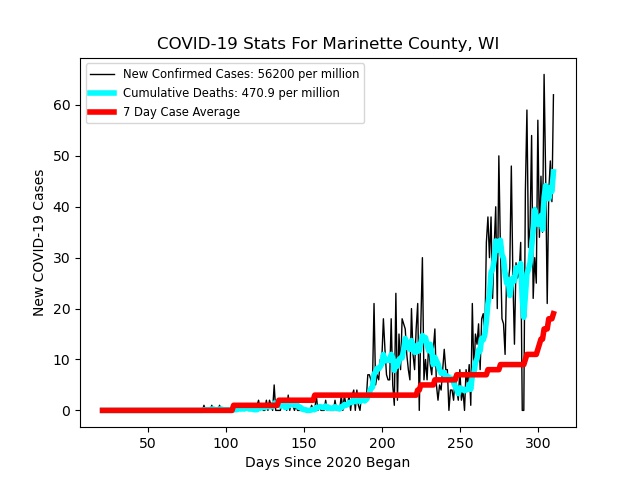 COVID-19 Stats For Marinette County, WI
New Confirmed Cases: 56200 per million
Cumulative Deaths: 470.9 per million
7 Day Case Average
New COVID-19 Cases
60
50
40
30
20
10
0
50
100
150
200
250
300
Days Since 2020 Began